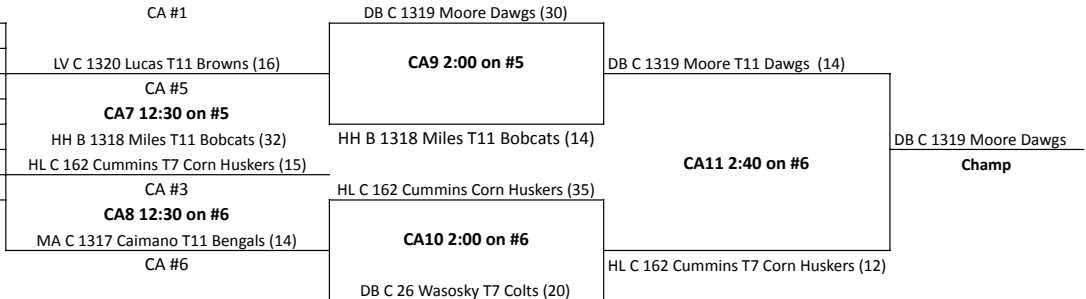 CA #1
DB C 1319 Moore Dawgs (30)
LV C 1320 Lucas T11 Browns (16)
CA9 2:00 on #5
DB C 1319 Moore T11 Dawgs (14)
CA #5
CA7 12:30 on #5
HH B 1318 Miles T11 Bobcats (32)
HH B 1318 Miles T11 Bobcats (14)
DB C 1319 Moore Dawgs
HL C 162 Cummins T7 Corn Huskers (15)
CA11 2:40 on #6
Champ
CA #3
HL C 162 Cummins Corn Huskers (35)
CA8 12:30 on #6
MA C 1317 Caimano T11 Bengals (14)
CA10 2:00 on #6
CA #6
HL C 162 Cummins T7 Corn Huskers (12)
DB C 26 Wasosky T7 Colts (20)